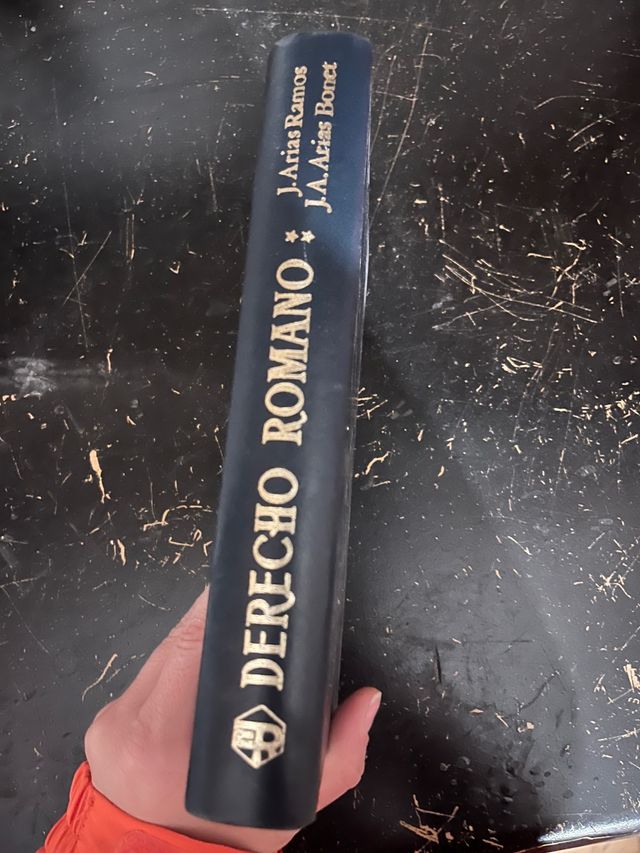 DERECHO ROMANO **
J. Arias Ramos
J.A. Arias Bonet